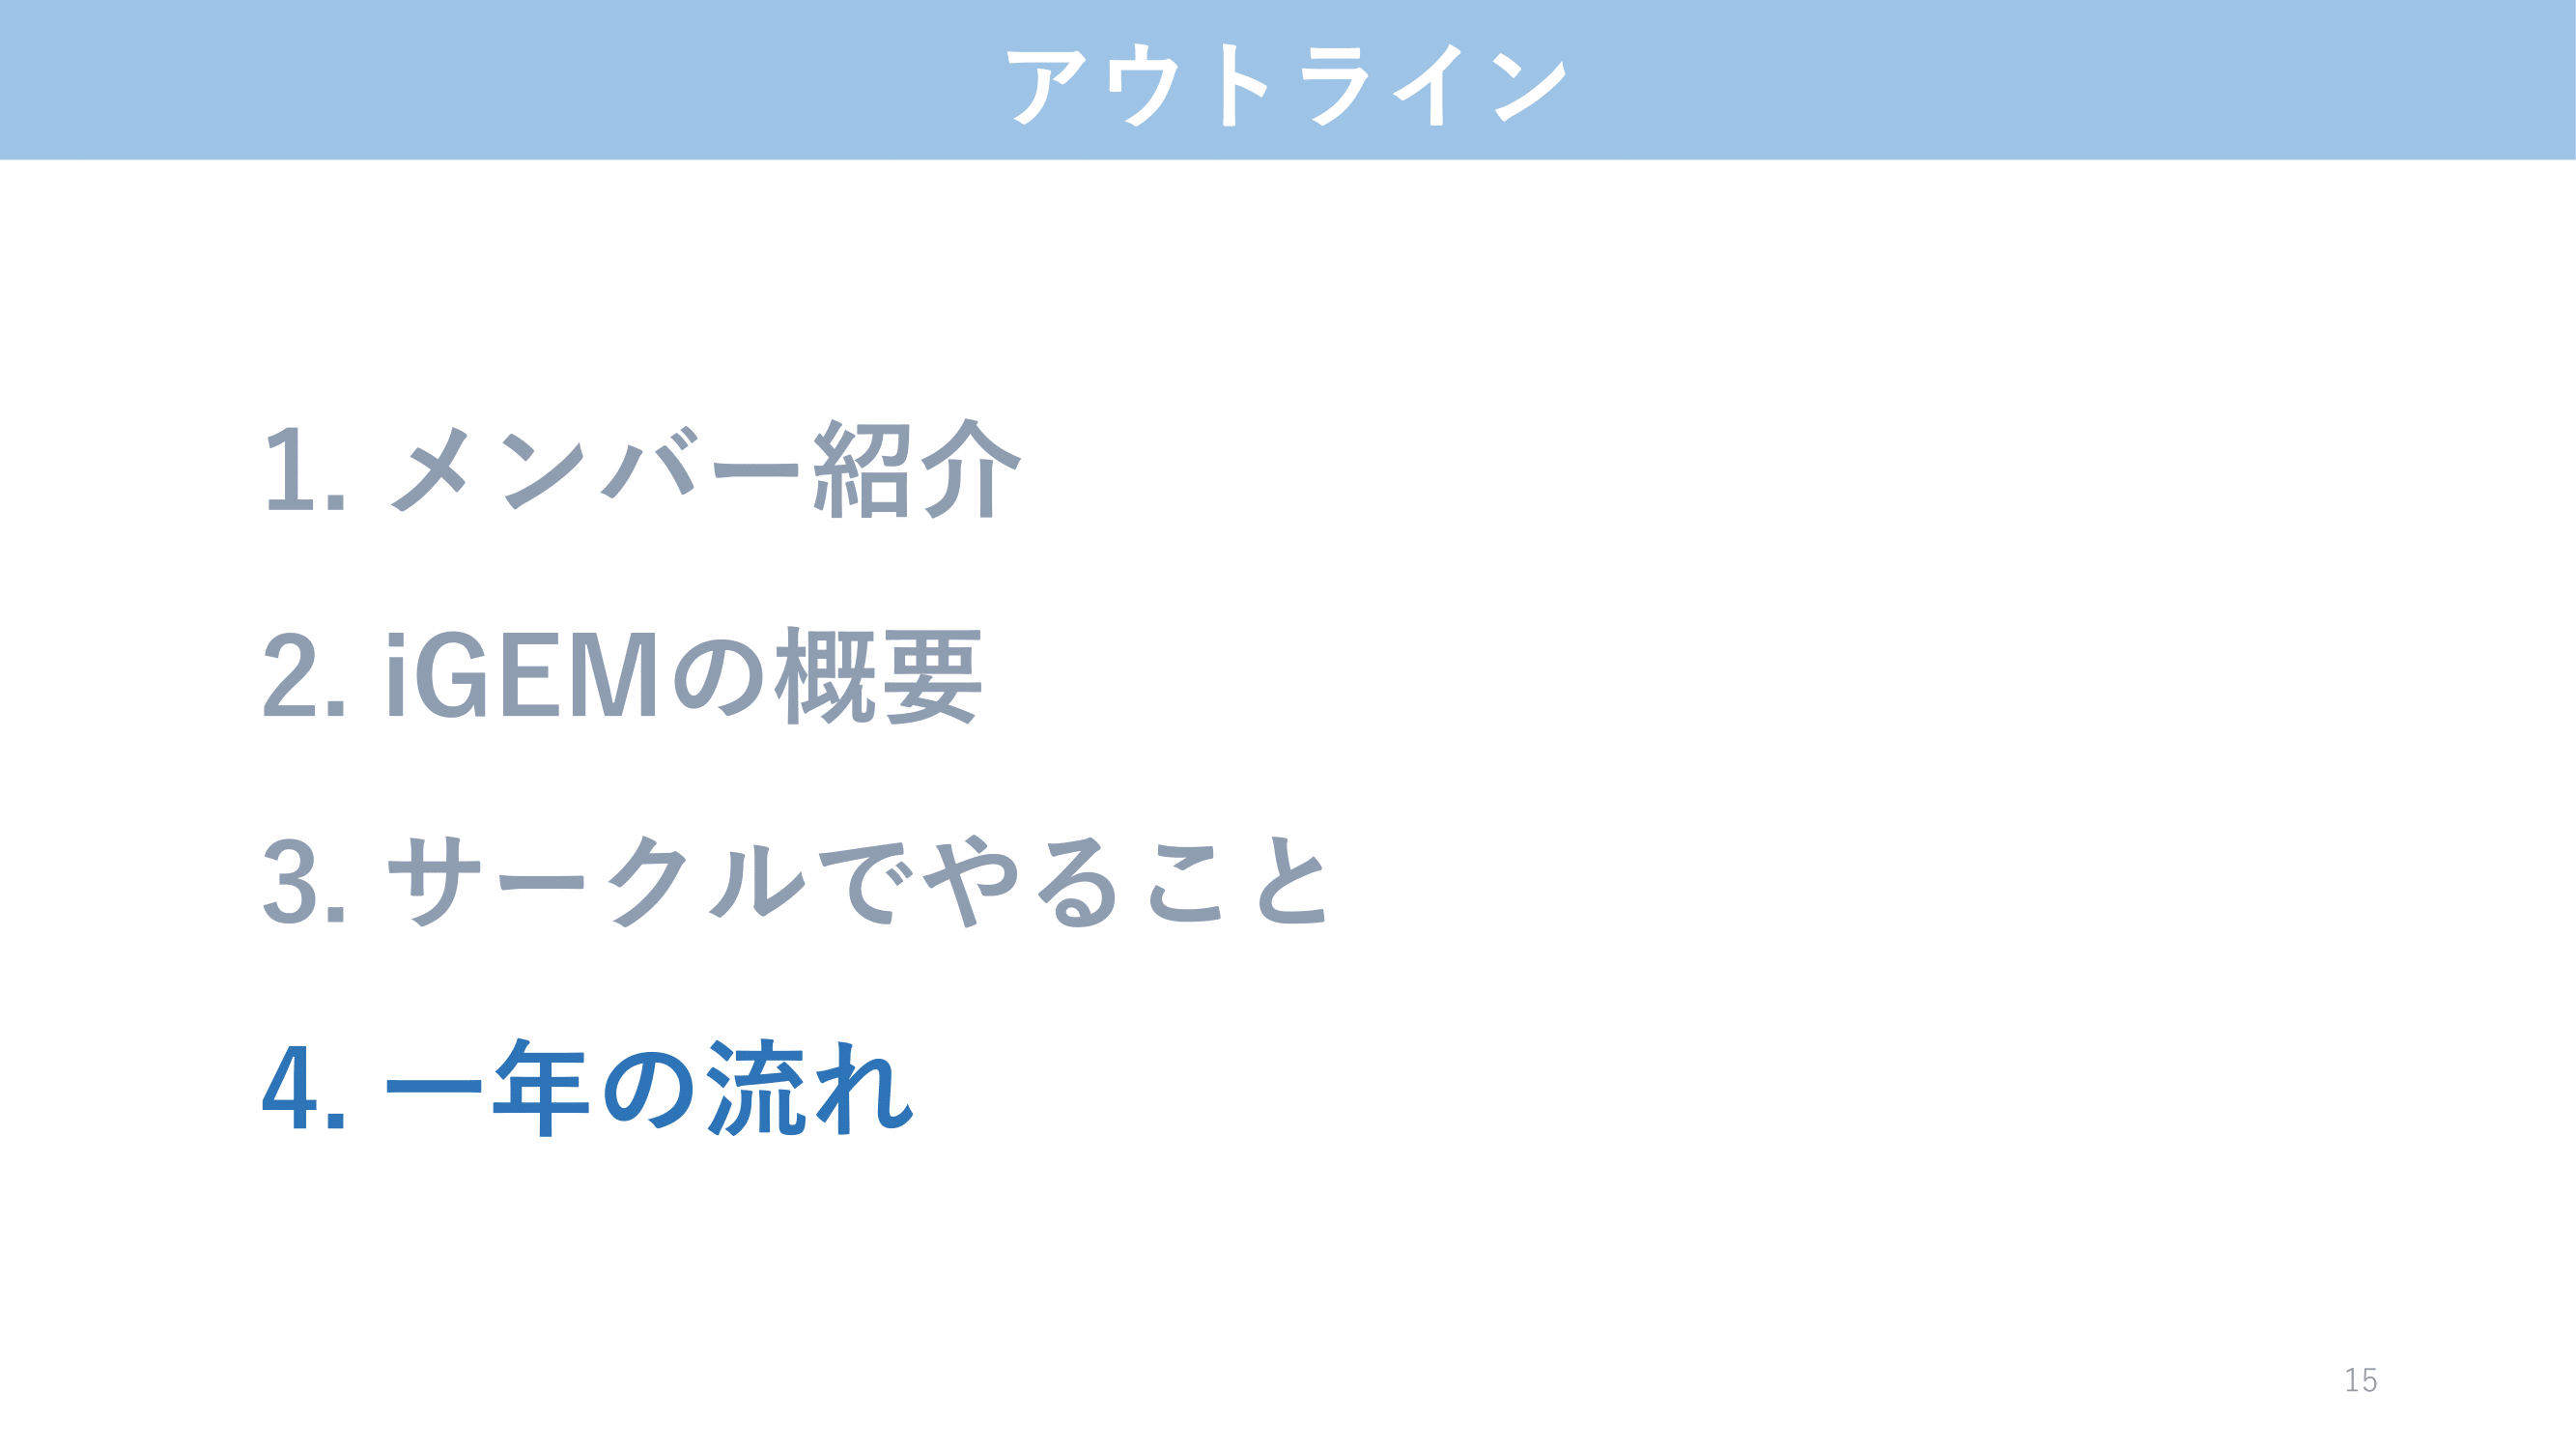 アウトライン
1. メンバー紹介
2. iGEMの概要
3. サークルでやること
4. 一年の流れ
15